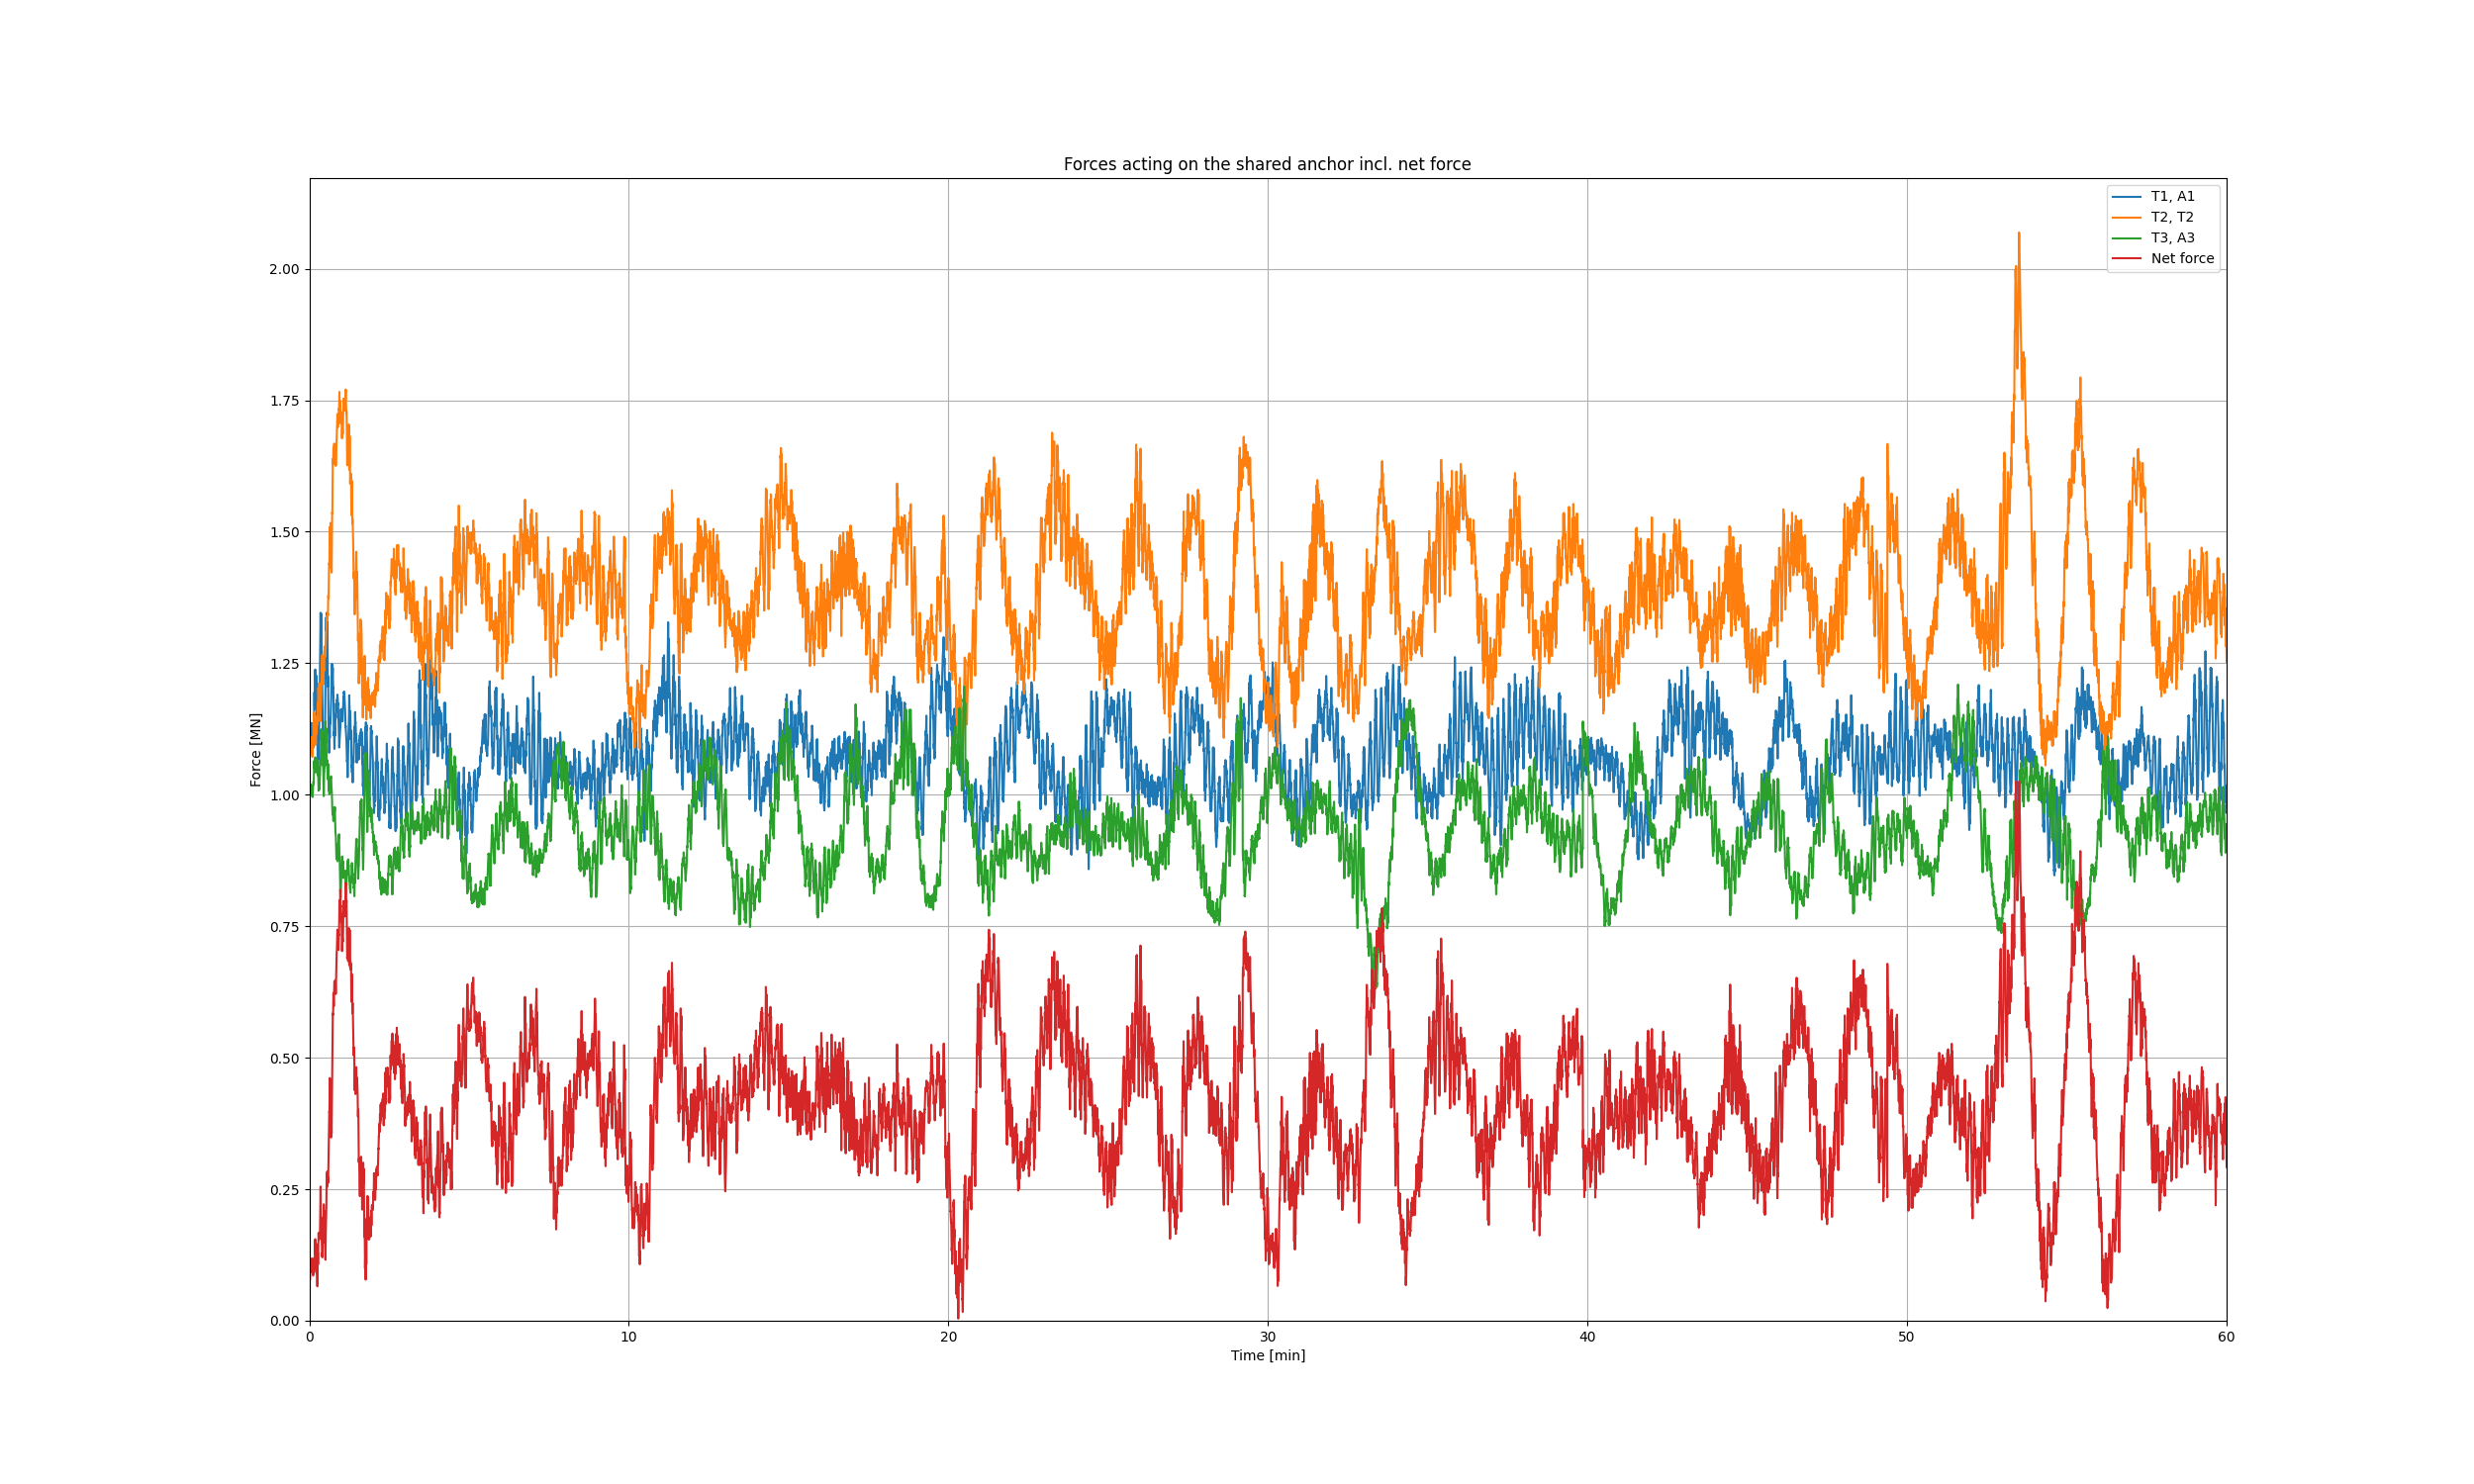 Forces acting on the shared anchor incl. net force
T1, A1
T2, T2
T3, A3
Net force
Force [MN]
2.00
1.75
1.50
1.25
1.00
0.75
0.50
0.25
0.00
0 10 20 30 40 50 60
Time [min]